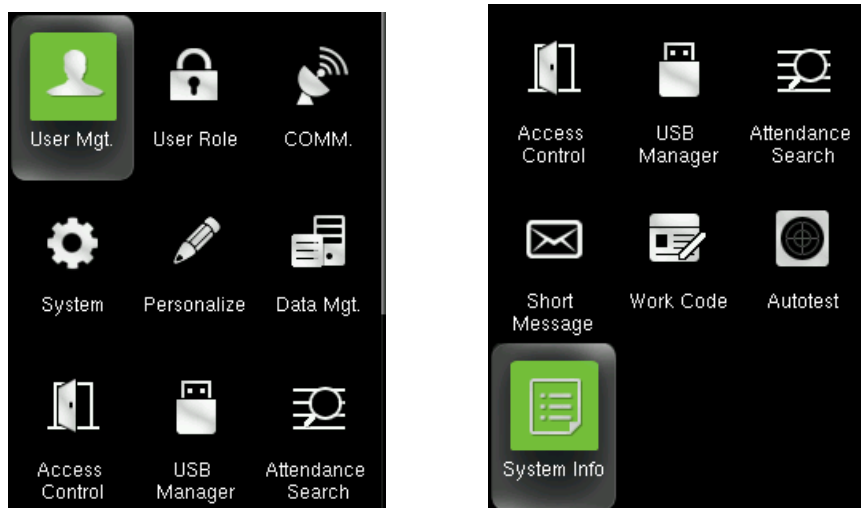 User Mgt.
User Role
COMM.
System
Personalize
Data Mgt.
Access
Control
USB
Manager
Attendance
Search
Access
Control
USB
Manager
Attendance
Search
Short
Message
Work Code
Autotest
System Info